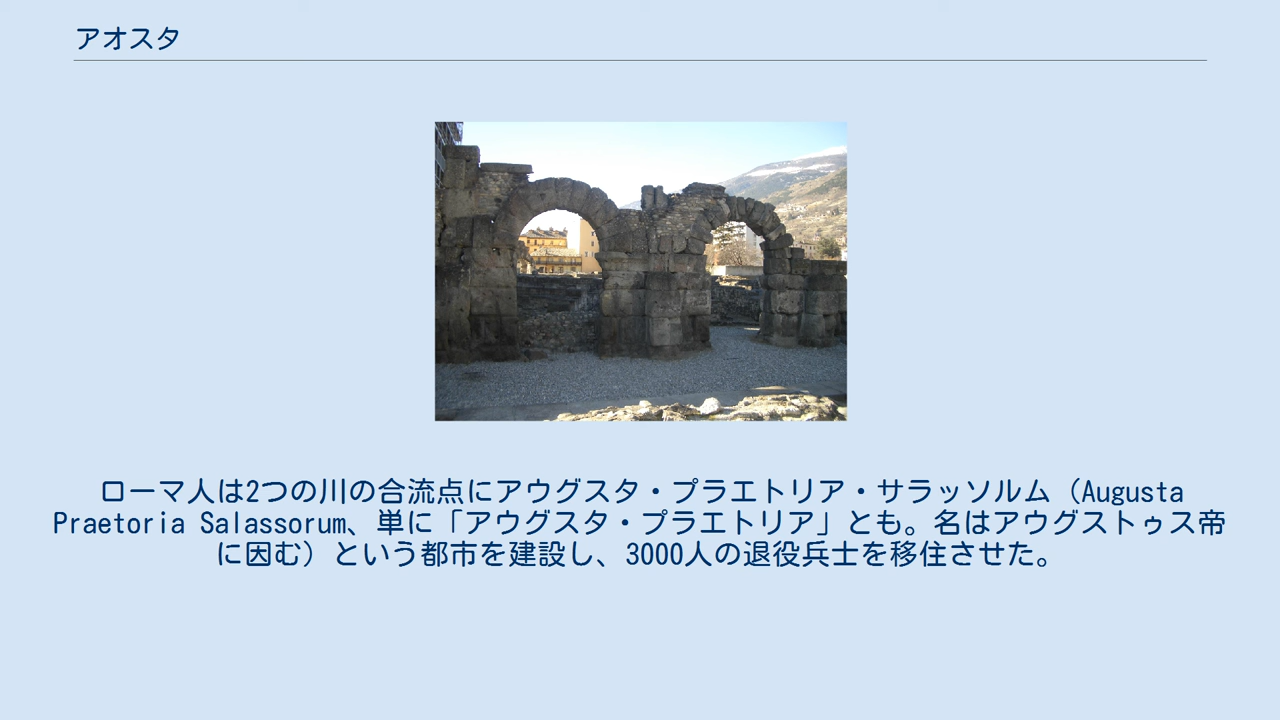 アオスタ
ローマ人は2つの川の合流点にアウグスタ・プラエトリア・サラッソルム（Augusta
Praetoria Salassorum、単に「アウグスタ・プラエトリア」とも。名はアウグストゥス帝
に因む）という都市を建設し、3000人の退役兵士を移住させた。